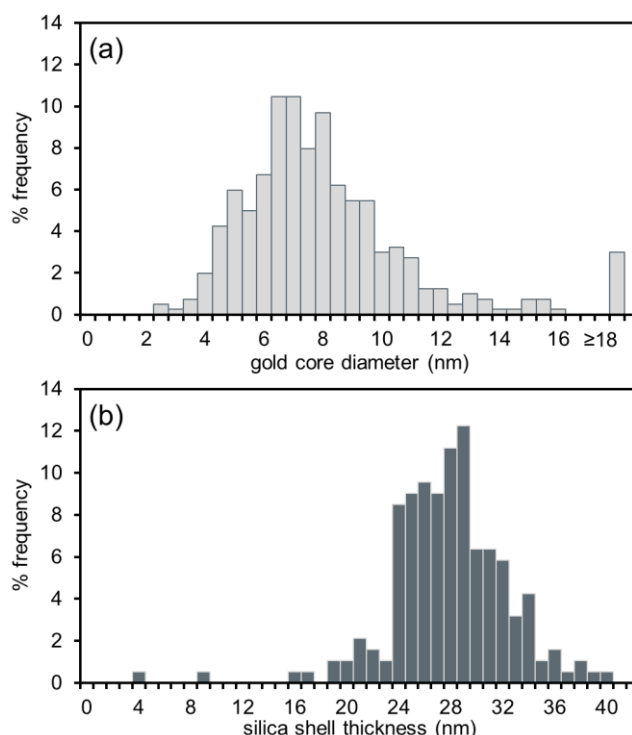 14
(a)
12
10
8
6
4
2
0
% frequency
0 2 4 6 8 10 12 14 16 ≥18
gold core diameter (nm)
14
(b)
12
10
8
6
4
2
0
% frequency
0 4 8 12 16 20 24 28 32 36 40
silica shell thickness (nm)